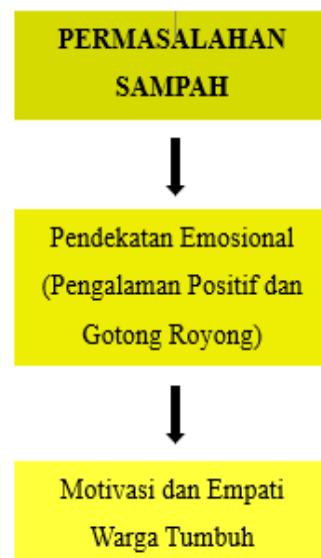 PERMASALAHAN
SAMPAH
Pendekatan Emosional
(Pengalaman Positif dan
Gotong Royong)
Motivasi dan Empati
Warga Tumbuh